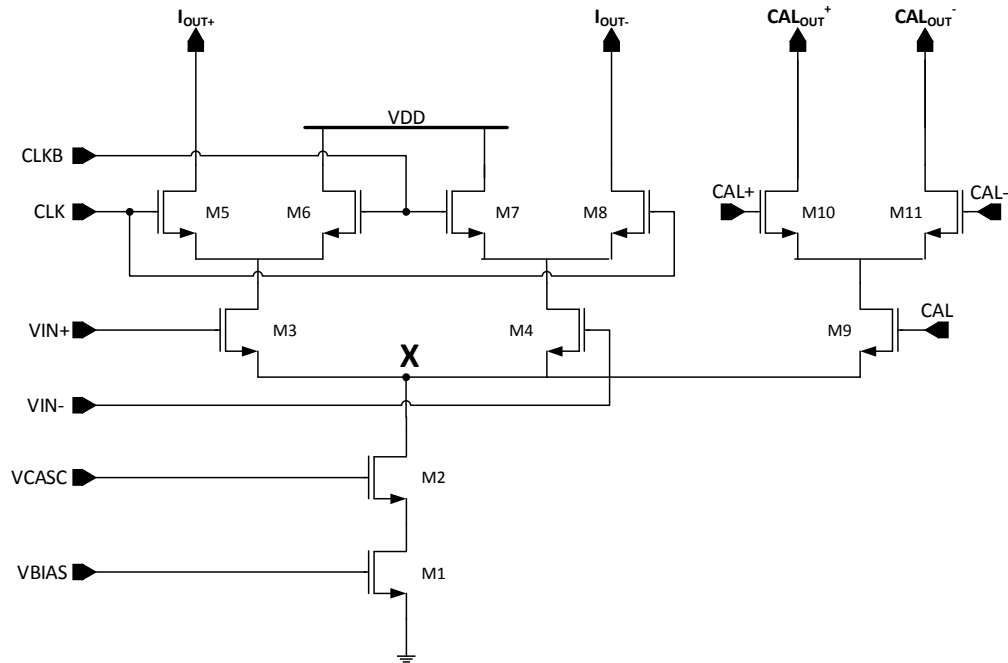 IOUT+ IOUT- CALOUT+ CALOUT-
VDD
CLKB
CAL+ CAL-
CLK M5 M6 M7 M8 M10 M11
VIN+ M3 M4 M9 CAL
X
VIN-
VCASC M2
VBIAS M1